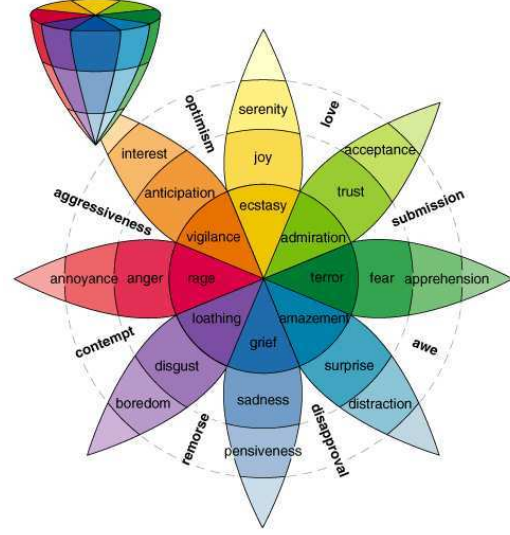 serenity
optimism
love
interest
joy
acceptance
anticipation
trust
aggressiveness
ecstasy
submission
vigilance
admiration
annoyance
anger
rage
terror
fear
apprehension
loathing
amazement
contempt
grief
awe
disgust
surprise
boredom
sadness
distraction
remorse
disapproval
pensiveness